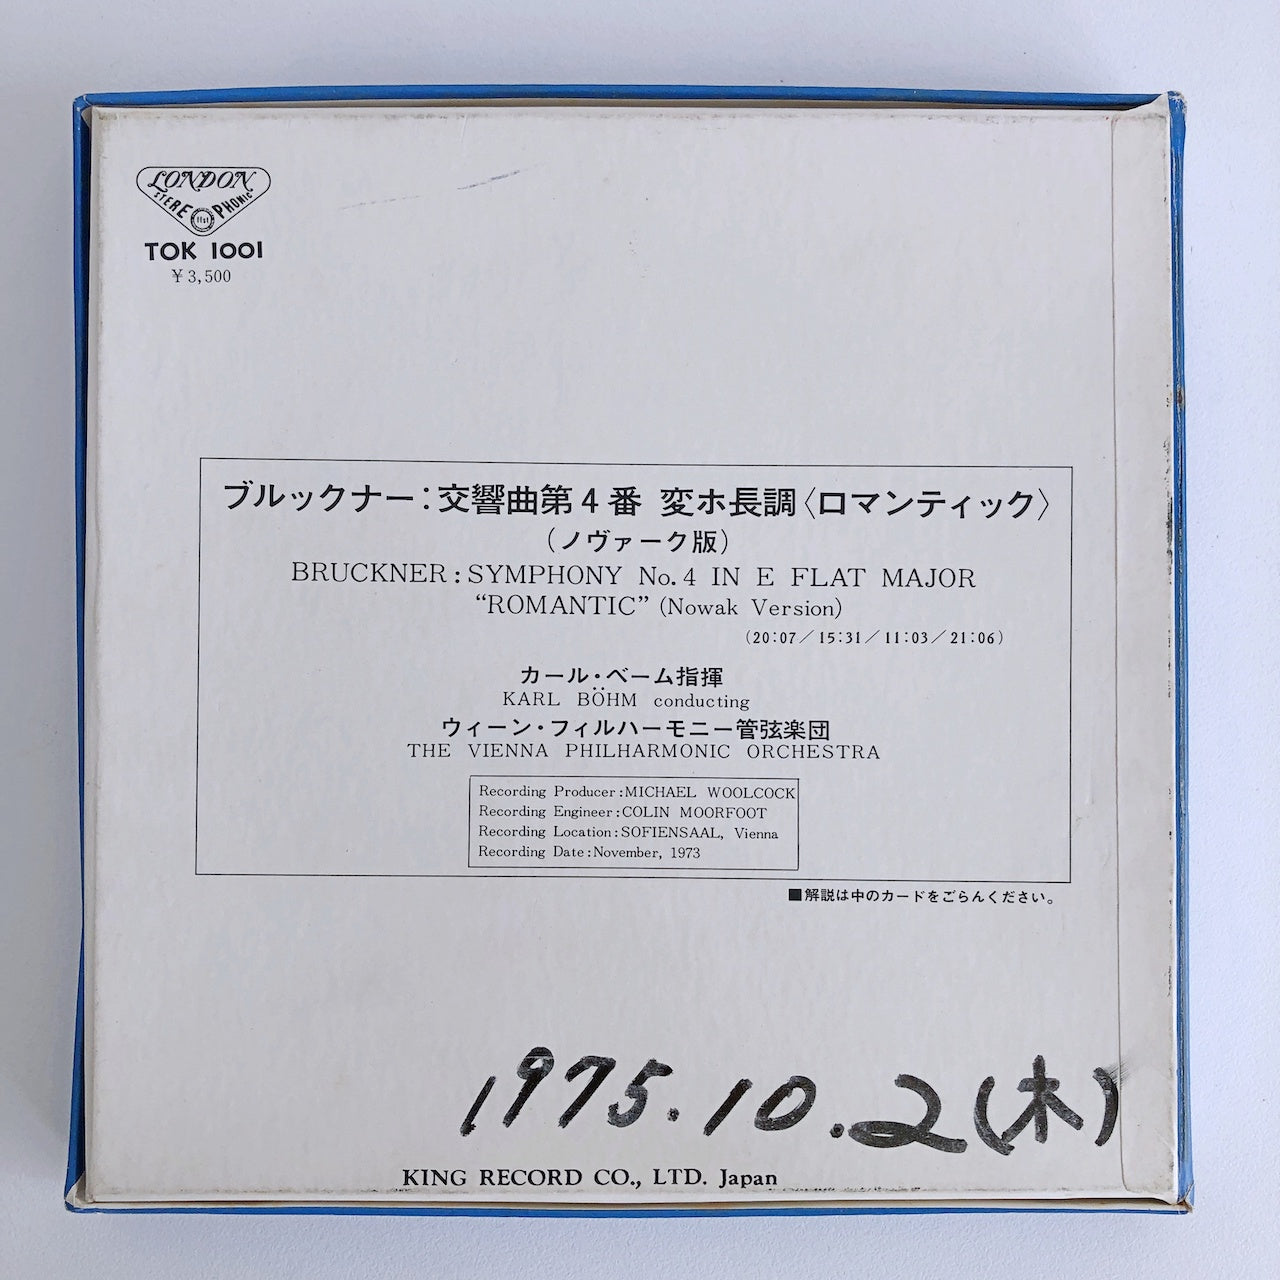 LONDON
STEREOPHONIC
ffss
TOK 1001
¥3,500
ブルックナー:交響曲第4番 変ホ長調〈ロマンティック〉
(ノヴァーク版)
BRUCKNER: SYMPHONY No. 4 IN E FLAT MAJOR
“ROMANTIC” (Nowak Version)
(20:07/15:31/11:03/21:06)
カール・ベーム指揮
KARL BÖHM conducting
ウィーン・フィルハーモニー管弦楽団
THE VIENNA PHILHARMONIC ORCHESTRA
Recording Producer: MICHAEL WOOLCOCK
Recording Engineer: COLIN MOORFOOT
Recording Location: SOFIENSAAL, Vienna
Recording Date: November, 1973
■解説は中のカードをごらんください。
1975.10.2(木)
KING RECORD CO., LTD. Japan